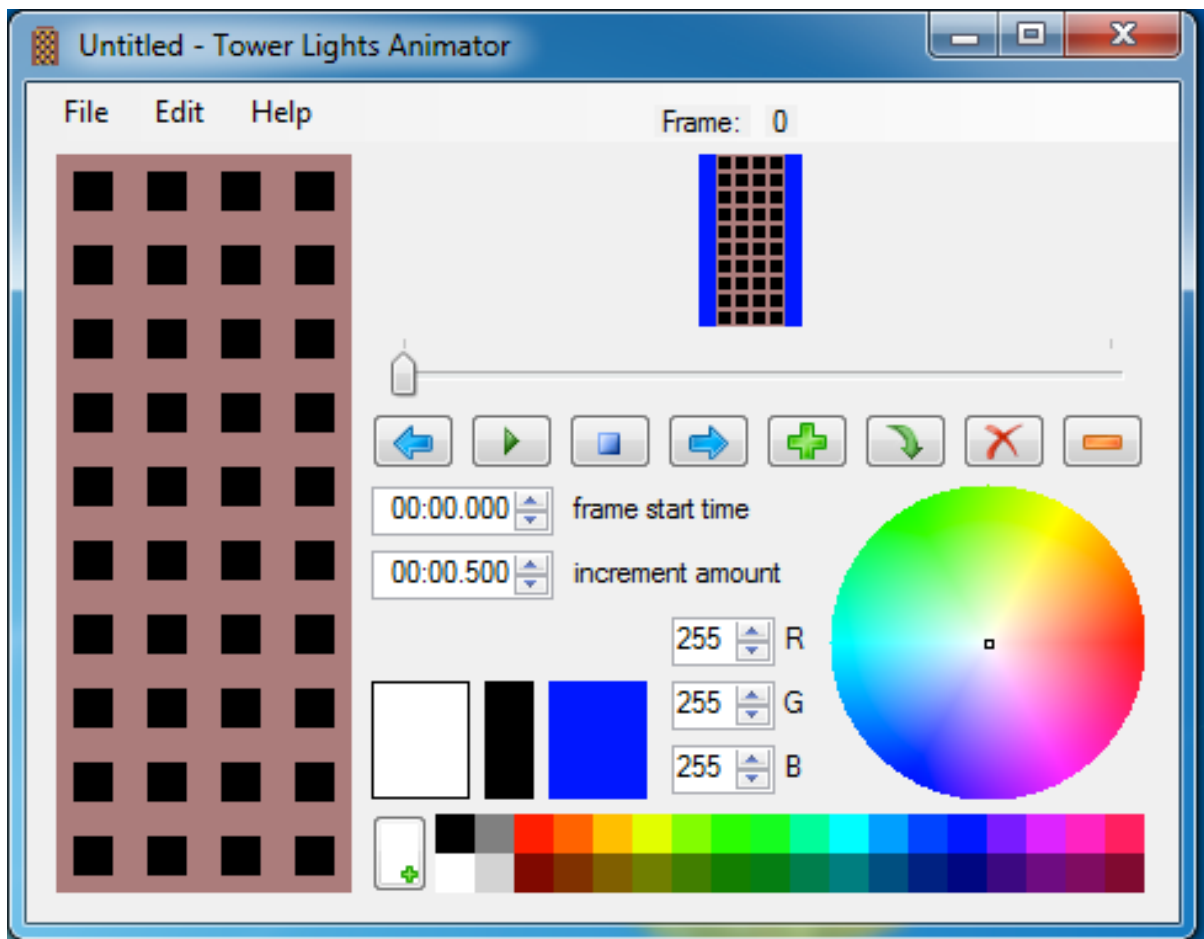 Untitled - Tower Lights Animator
File Edit Help
Frame: 0
00:00.000 frame start time
00:00.500 increment amount
255 R
255 G
255 B